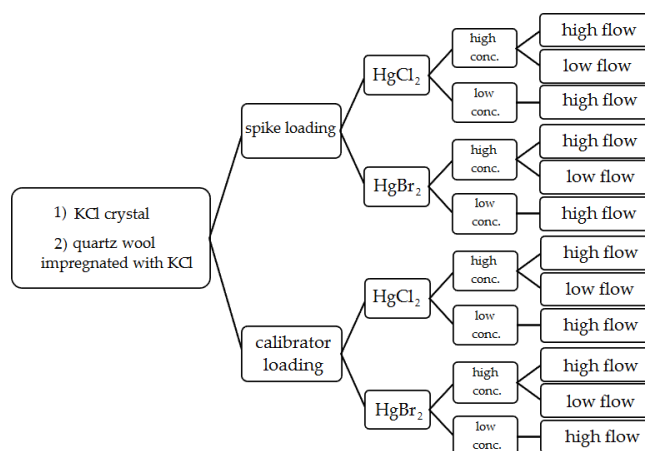 1) KCl crystal
2) quartz wool
impregnated with KCl
spike loading
calibrator
loading
HgCl₂
HgBr₂
HgCl₂
HgBr₂
high
conc.
low
conc.
high
conc.
low
conc.
high
conc.
low
conc.
high
conc.
low
conc.
high flow
low flow
high flow
high flow
low flow
high flow
high flow
low flow
high flow
high flow
low flow
high flow